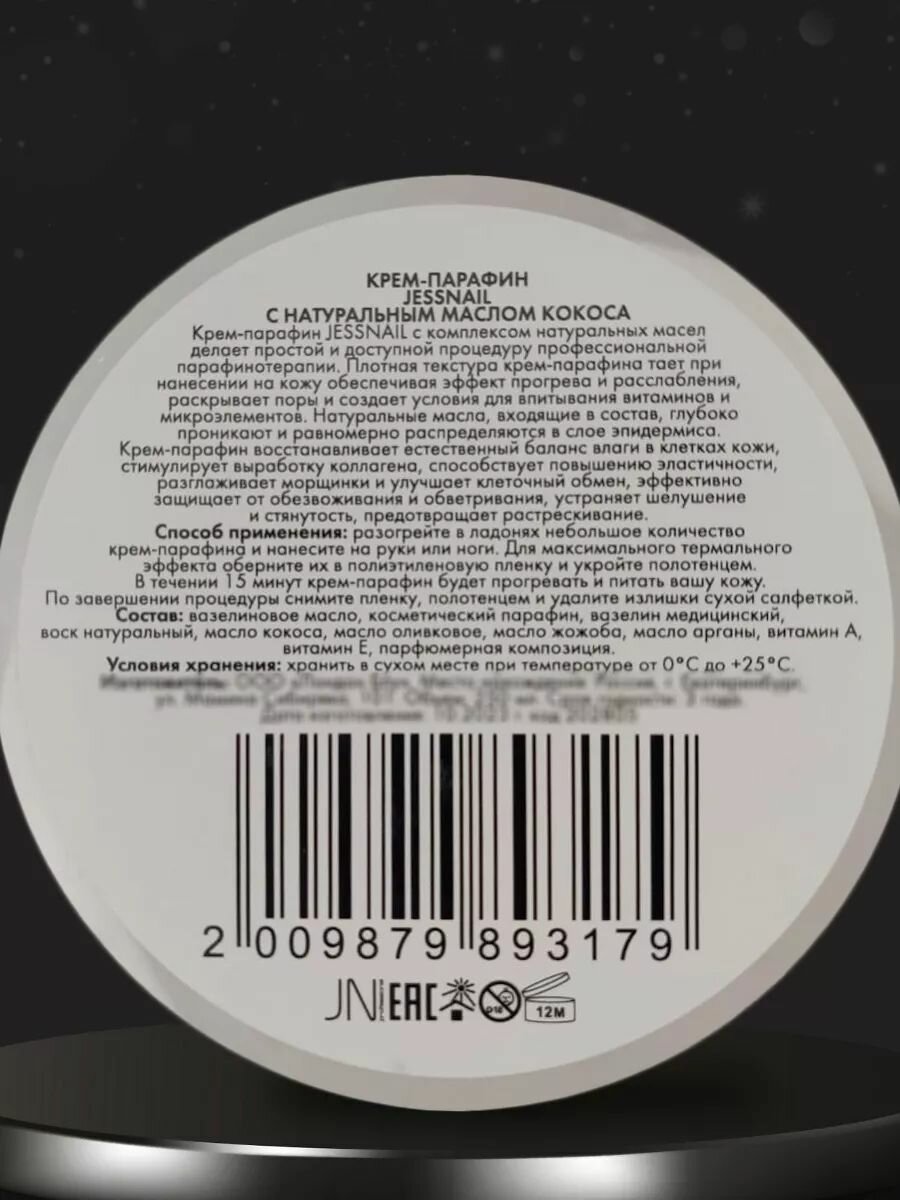 КРЕМ-ПАРАФИН
JESSNAIL
С НАТУРАЛЬНЫМ МАСЛОМ КОКОСА
Крем-парафин JESSNAIL с комплексом натуральных масел
делает простой и доступной процедуру профессиональной
парафинотерапии. Плотная текстура крем-парафина тает при
нанесении на кожу обеспечивая эффект прогрева и расслабления,
раскрывает поры и создает условия для впитывания витаминов и
микроэлементов. Натуральные масла, входящие в состав, глубоко
проникают и равномерно распределяются в слое эпидермиса.
Крем-парафин восстанавливает естественный баланс влаги в клетках кожи,
стимулирует выработку коллагена, способствует повышению эластичности,
разглаживает морщинки и улучшает клеточный обмен, эффективно
защищает от обезвоживания и обветривания, устраняет шелушение
и стянутость, предотвращает растрескивание.
Способ применения: разогрейте в ладонях небольшое количество
крем-парафина и нанесите на руки или ноги. Для максимального термального
эффекта оберните их в полиэтиленовую пленку и укройте полотенцем.
В течении 15 минут крем-парафин будет прогревать и питать вашу кожу.
По завершении процедуры снимите пленку, полотенцем и удалите излишки сухой салфеткой.
Состав: вазелиновое масло, косметический парафин, вазелин медицинский,
воск натуральный, масло кокоса, масло оливковое, масло жожоба, масло арганы, витамин А,
витамин Е, парфюмерная композиция.
Условия хранения: хранить в сухом месте при температуре от 0°С до +25°С.
2 009879 893179
JN EAC 12М